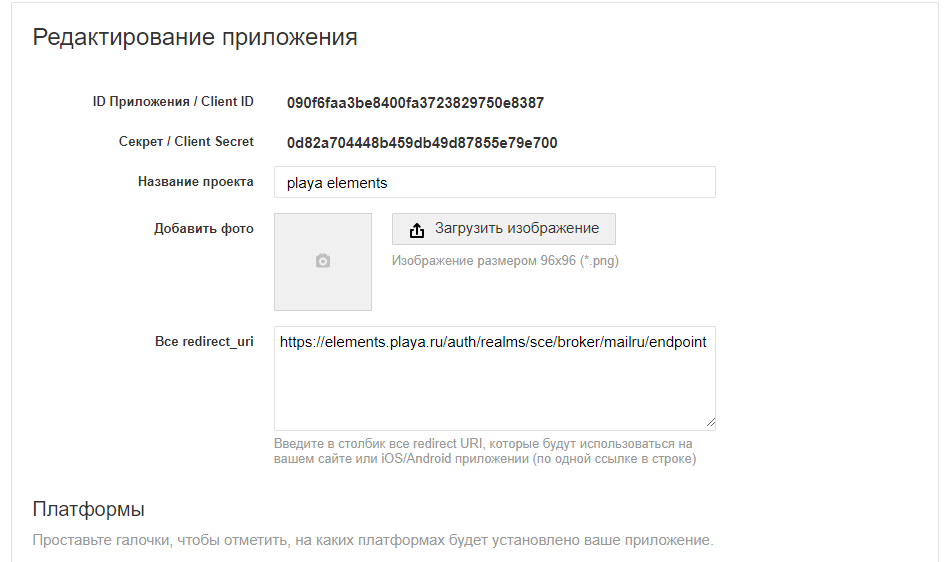 Редактирование приложения
ID Приложения / Client ID 090f6faa3be8400fa3723829750e8387
Секрет / Client Secret 0d82a704448b459db49d87855e79e700
Название проекта playa elements
Добавить фото Загрузить изображение
Изображение размером 96x96 (*.png)
Все redirect_uri https://elements.playa.ru/auth/realms/sce/broker/mailru/endpoint
Введите в столбик все redirect URI, которые будут использоваться на
вашем сайте или iOS/Android приложении (по одной ссылке в строке)
Платформы
Проставьте галочки, чтобы отметить, на каких платформах будет установлено ваше приложение.